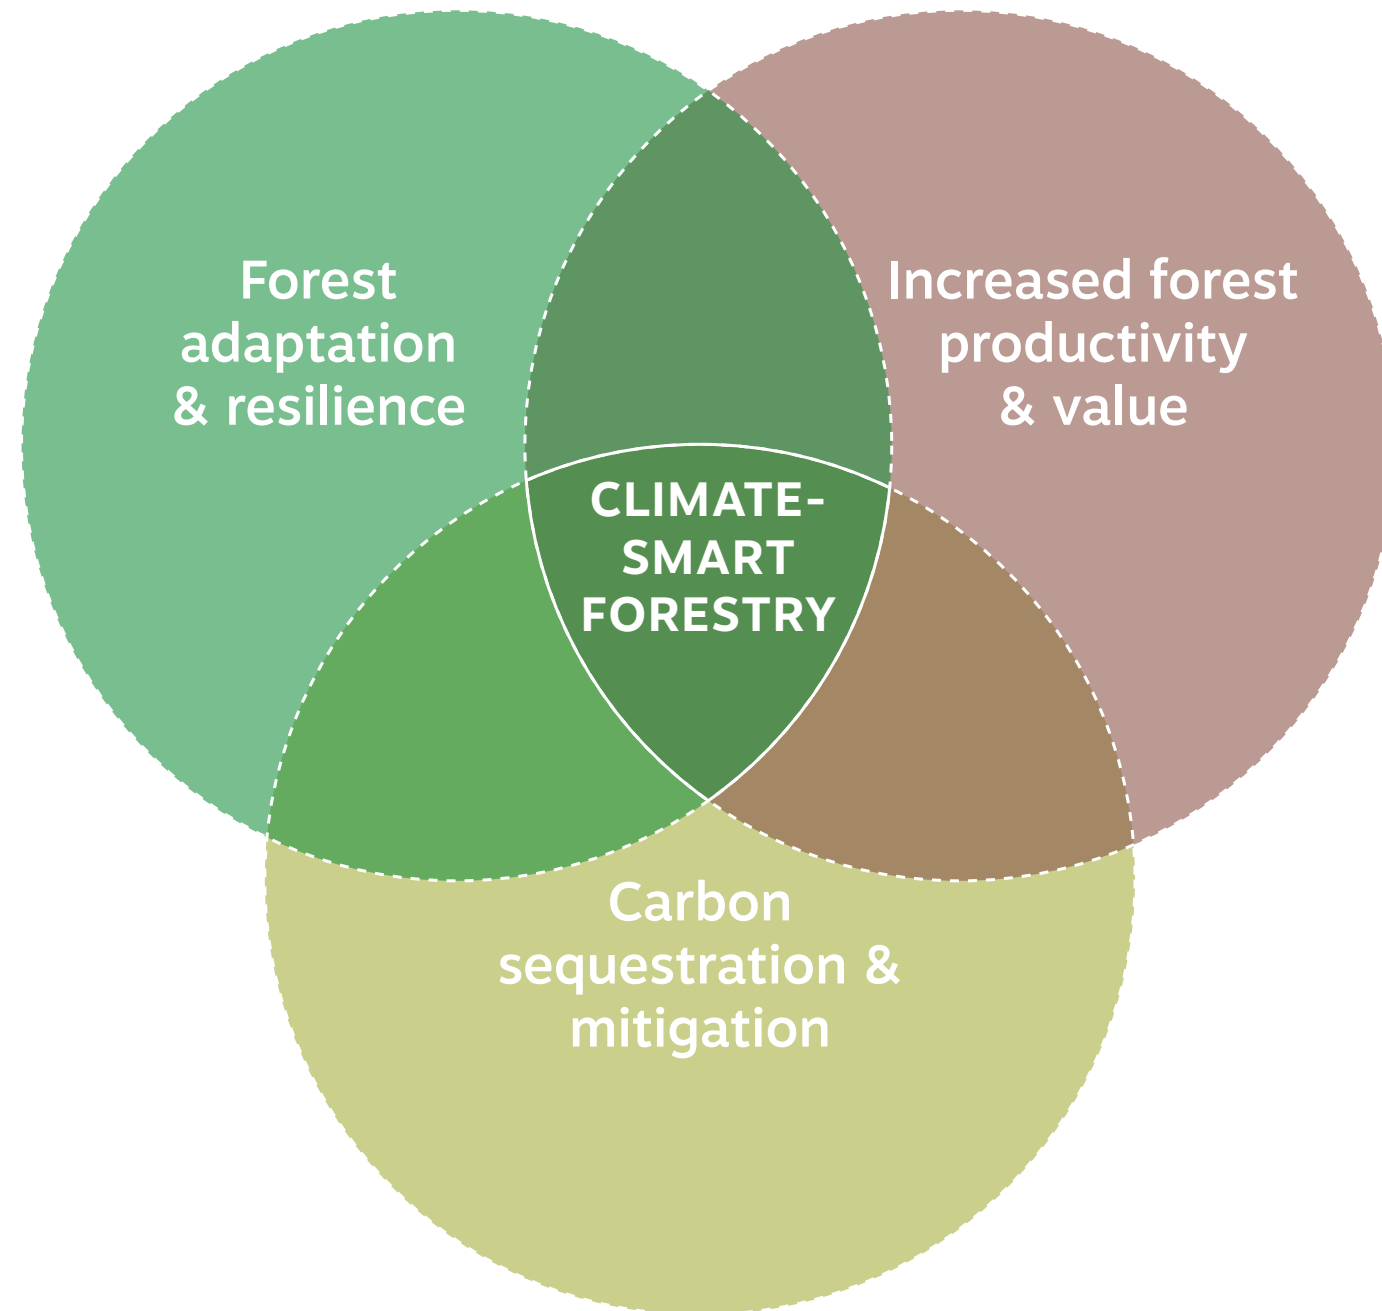 Forest
adaptation
& resilience
Increased forest
productivity
& value
CLIMATE-
SMART
FORESTRY
Carbon
sequestration &
mitigation